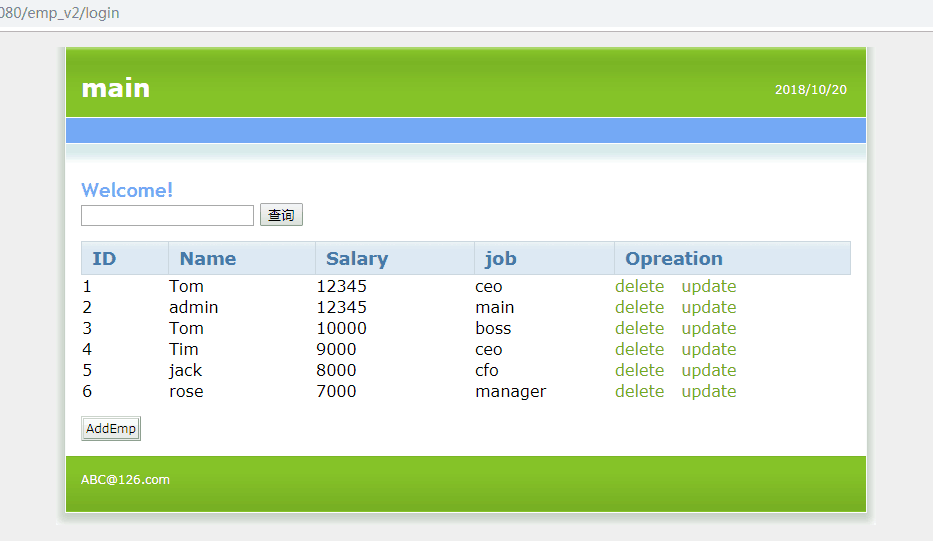 080/emp_v2/login
main 2018/10/20
Welcome!
查询
ID Name Salary job Opreation
1 Tom 12345 ceo delete update
2 admin 12345 main delete update
3 Tom 10000 boss delete update
4 Tim 9000 ceo delete update
5 jack 8000 cfo delete update
6 rose 7000 manager delete update
AddEmp
ABC@126.com